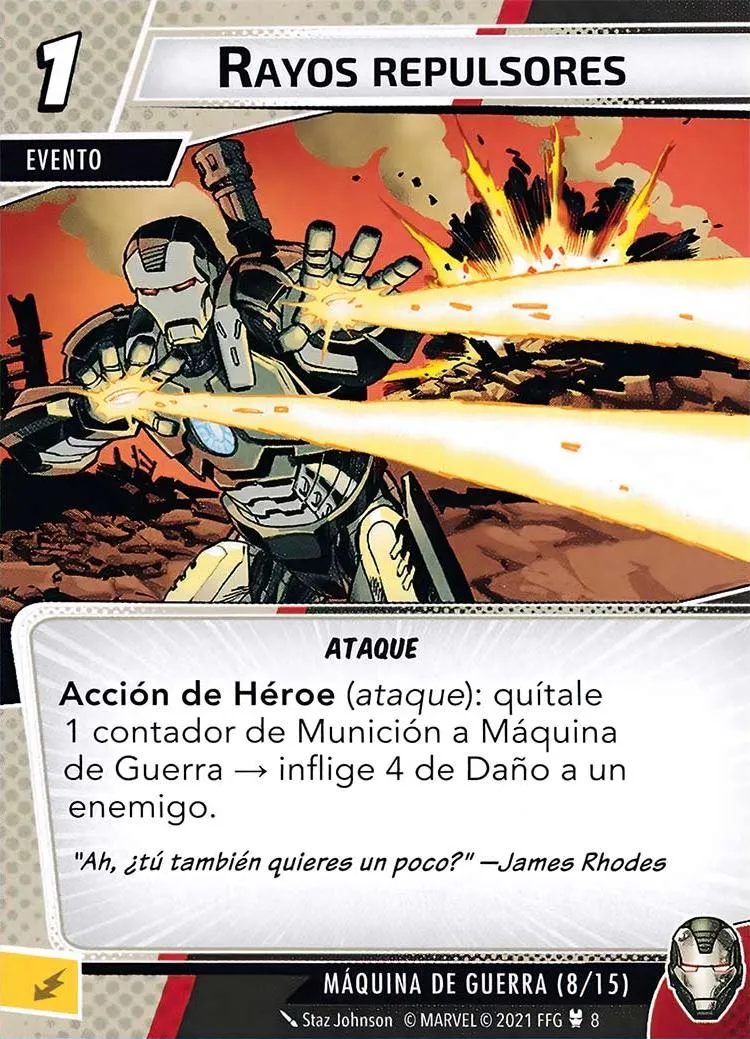 1
RAYOS REPULSORES
EVENTO
ATAQUE
Acción de Héroe (ataque): quítale
1 contador de Munición a Máquina
de Guerra → inflige 4 de Daño a un
enemigo.
"Ah, ¿tú también quieres un poco?" —James Rhodes
MÁQUINA DE GUERRA (8/15)
Staz Johnson © MARVEL © 2021 FFG 8